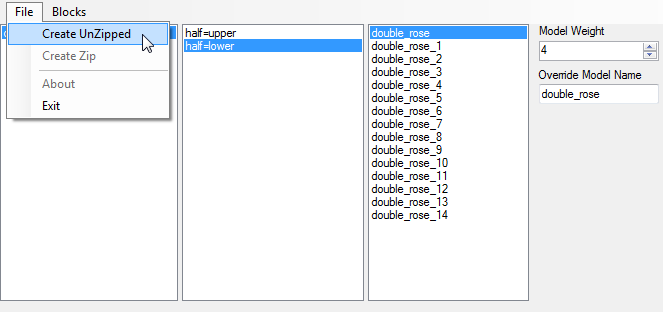 File Blocks
Create UnZipped
Create Zip
About
Exit
half=upper
half=lower
double_rose
double_rose_1
double_rose_2
double_rose_3
double_rose_4
double_rose_5
double_rose_6
double_rose_7
double_rose_8
double_rose_9
double_rose_10
double_rose_11
double_rose_12
double_rose_13
double_rose_14
Model Weight
4
Override Model Name
double_rose